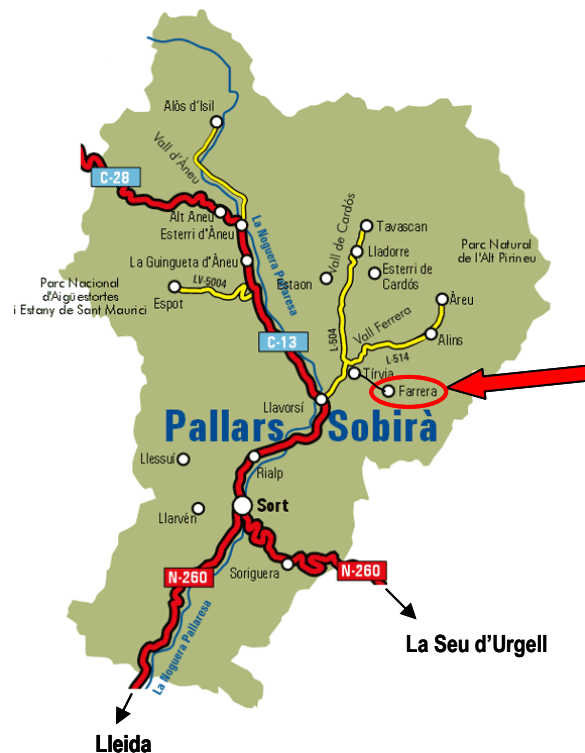 Alòs d'Isil
Vall d'Àneu
C-28
Alt Àneu
Esterri d'Àneu
La Noguera Pallaresa
La Guingueta d'Àneu
LV-5004
Parc Nacional
d'Aigüestortes
i Estany de Sant Maurici
Espot
C-13
Tavascan
Vall de Cardós
Lladorre
Estaon
Esterri de
Cardós
Parc Natural
de l'Alt Pirineu
Àreu
Vall Ferrera
Alins
L-504
L-514
Tírvia
Farrera
Llavorsí
Pallars Sobirà
Llessuí
Rialp
Llarvén
Sort
Soriguera
N-260
N-260
La Noguera Pallaresa
La Seu d'Urgell
Lleida